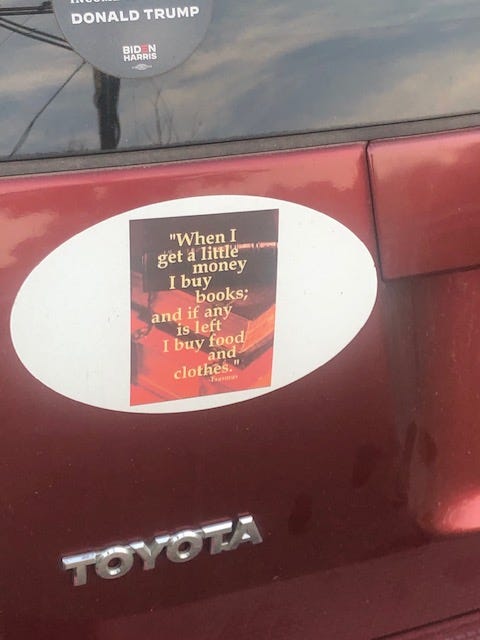 DONALD TRUMP
BIDEN
HARRIS
"When I
get a little
money
I buy
books;
and if any
is left
I buy food
and
clothes."
TOYOTA